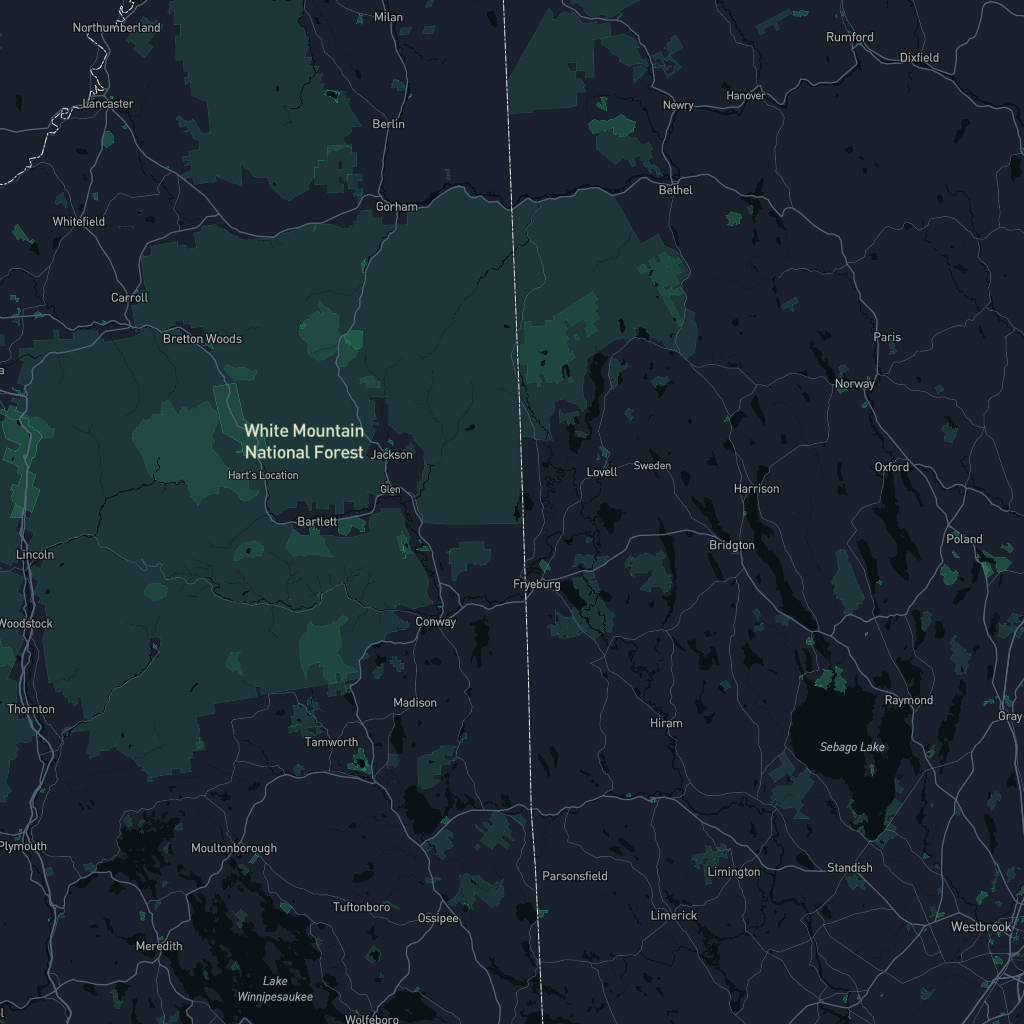 Milan
Northumberland
Rumford
Dixfield
Hanover
Lancaster
Newry
Berlin
Bethel
Gorham
Whitefield
Carroll
Bretton Woods
Paris
a
Norway
White Mountain
National Forest
Jackson
Sweden
Oxford
Lovell
Hart's Location
Glen
Harrison
Bartlett
Poland
Bridgton
Lincoln
Fryeburg
Woodstock
Conway
Raymond
Madison
Thornton
Gray
Hiram
Tamworth
Sebago Lake
Plymouth
Moultonborough
Standish
Limington
Parsonsfield
Tuftonboro
Limerick
Ossipee
Westbrook
Meredith
Lake
Winnipesaukee
l
Wolfeboro